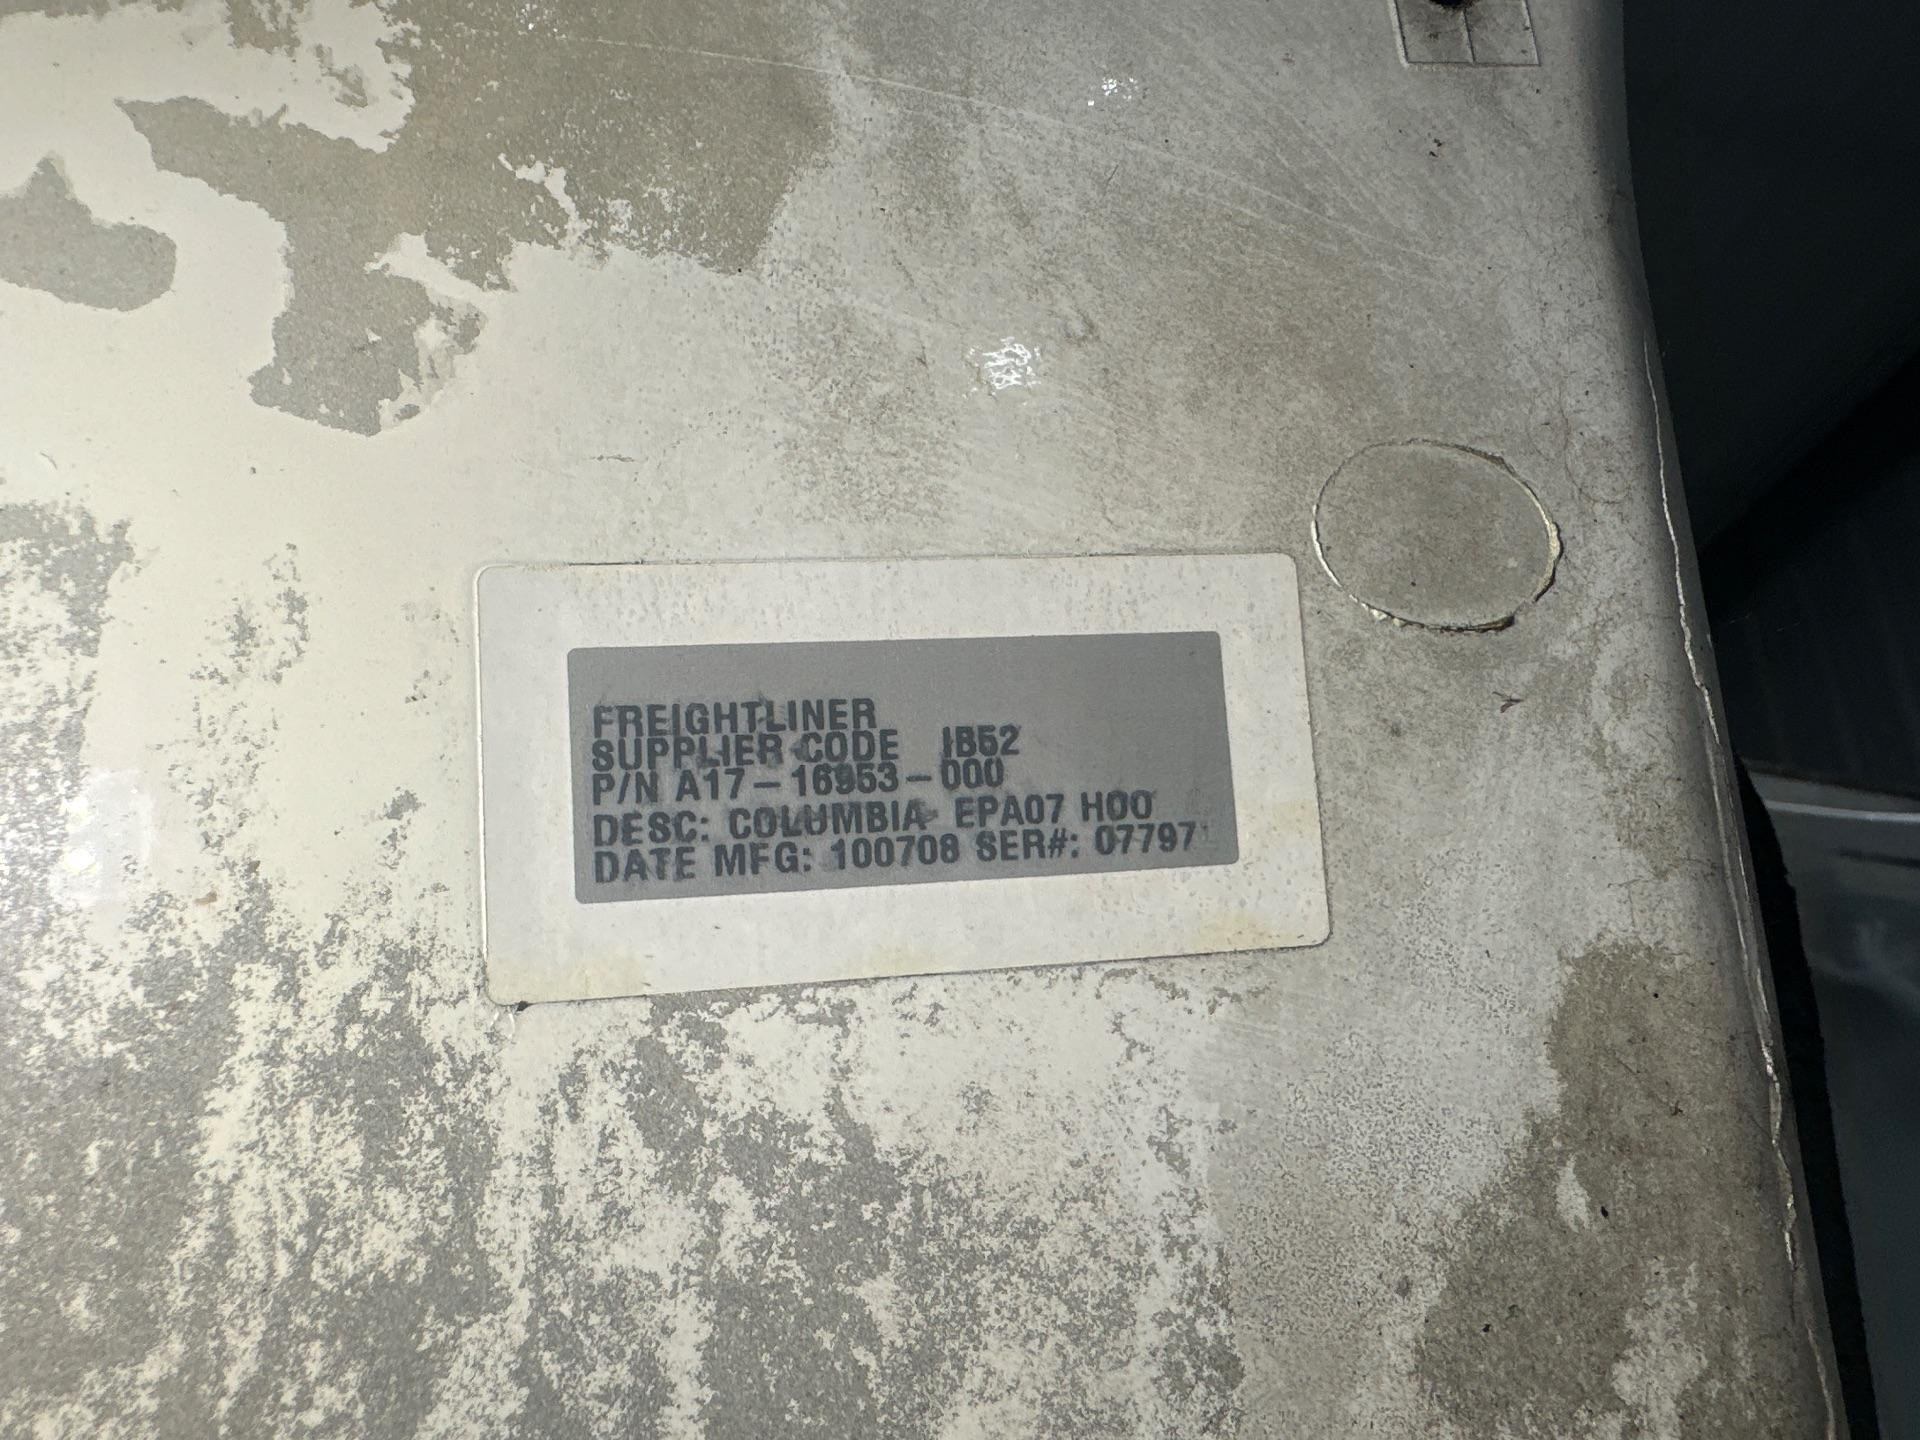 FREIGHTLINER
SUPPLIER CODE IB52
P/N A17-16953-000
DESC: COLUMBIA EPA07 HOO
DATE MFG: 100708 SER#: 07797